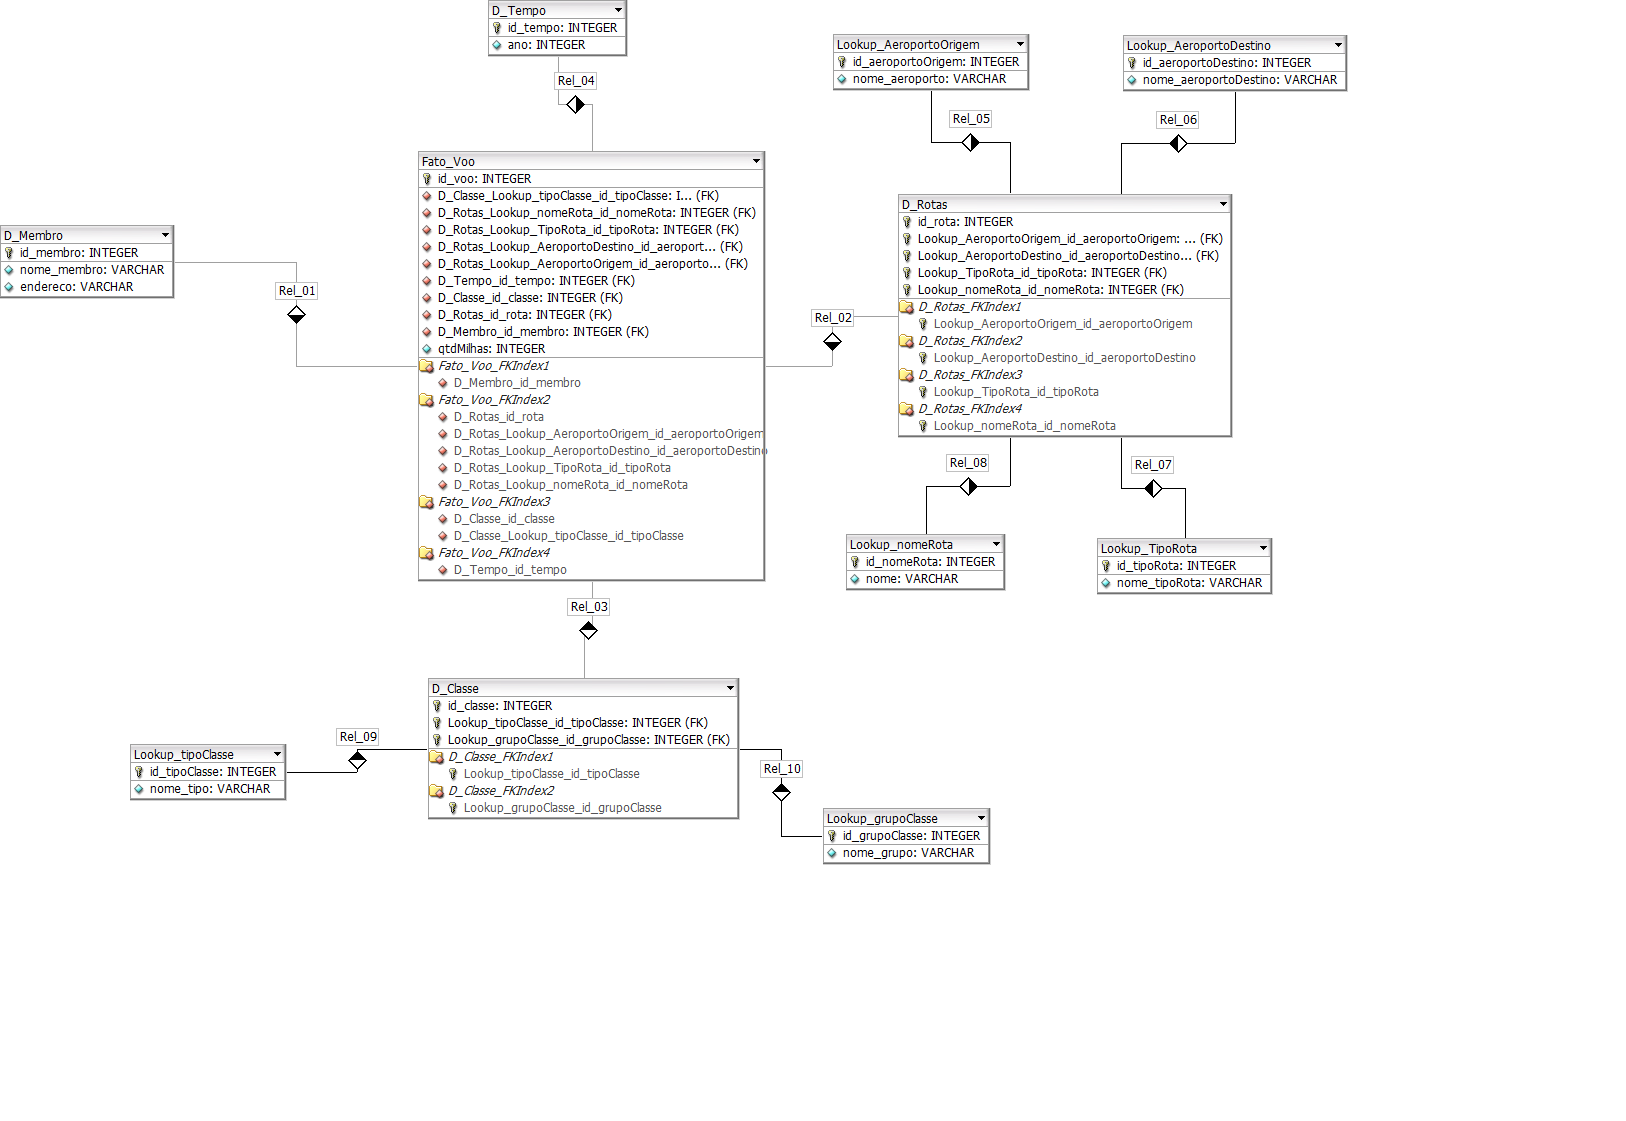 D_Tempo
id_tempo: INTEGER
ano: INTEGER
Rel_04
Lookup_AeroportoOrigem
id_aeroportoOrigem: INTEGER
nome_aeroporto: VARCHAR
Lookup_AeroportoDestino
id_aeroportoDestino: INTEGER
nome_aeroportoDestino: VARCHAR
Rel_05
Rel_06
Fato_Voo
id_voo: INTEGER
D_Classe_Lookup_tipoClasse_id_tipoClasse: I... (FK)
D_Rotas_Lookup_nomeRota_id_nomeRota: INTEGER (FK)
D_Rotas_Lookup_TipoRota_id_tipoRota: INTEGER (FK)
D_Rotas_Lookup_AeroportoDestino_id_aeroport... (FK)
D_Rotas_Lookup_AeroportoOrigem_id_aeroporto... (FK)
D_Tempo_id_tempo: INTEGER (FK)
D_Classe_id_classe: INTEGER (FK)
D_Rotas_id_rota: INTEGER (FK)
D_Membro_id_membro: INTEGER (FK)
qtdMilhas: INTEGER
Fato_Voo_FKIndex1
D_Membro_id_membro
Fato_Voo_FKIndex2
D_Rotas_id_rota
D_Rotas_Lookup_AeroportoOrigem_id_aeroportoOrigem
D_Rotas_Lookup_AeroportoDestino_id_aeroportoDestino
D_Rotas_Lookup_TipoRota_id_tipoRota
D_Rotas_Lookup_nomeRota_id_nomeRota
Fato_Voo_FKIndex3
D_Classe_id_classe
D_Classe_Lookup_tipoClasse_id_tipoClasse
Fato_Voo_FKIndex4
D_Tempo_id_tempo
D_Membro
id_membro: INTEGER
nome_membro: VARCHAR
endereco: VARCHAR
Rel_01
Rel_02
D_Rotas
id_rota: INTEGER
Lookup_AeroportoOrigem_id_aeroportoOrigem: ... (FK)
Lookup_AeroportoDestino_id_aeroportoDestino... (FK)
Lookup_TipoRota_id_tipoRota: INTEGER (FK)
Lookup_nomeRota_id_nomeRota: INTEGER (FK)
D_Rotas_FKIndex1
Lookup_AeroportoOrigem_id_aeroportoOrigem
D_Rotas_FKIndex2
Lookup_AeroportoDestino_id_aeroportoDestino
D_Rotas_FKIndex3
Lookup_TipoRota_id_tipoRota
D_Rotas_FKIndex4
Lookup_nomeRota_id_nomeRota
Rel_08
Rel_07
Lookup_nomeRota
id_nomeRota: INTEGER
nome: VARCHAR
Lookup_TipoRota
id_tipoRota: INTEGER
nome_tipoRota: VARCHAR
Rel_03
D_Classe
id_classe: INTEGER
Lookup_tipoClasse_id_tipoClasse: INTEGER (FK)
Lookup_grupoClasse_id_grupoClasse: INTEGER (FK)
D_Classe_FKIndex1
Lookup_tipoClasse_id_tipoClasse
D_Classe_FKIndex2
Lookup_grupoClasse_id_grupoClasse
Rel_09
Lookup_tipoClasse
id_tipoClasse: INTEGER
nome_tipo: VARCHAR
Rel_10
Lookup_grupoClasse
id_grupoClasse: INTEGER
nome_grupo: VARCHAR